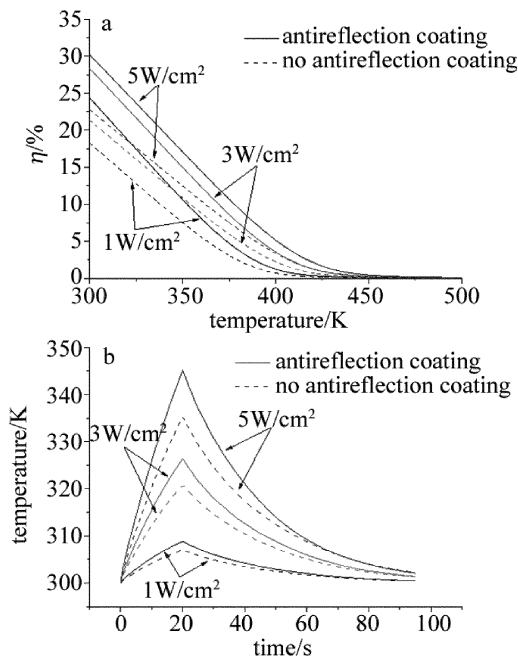 35
a
antireflection coating
30
no antireflection coating
5W/cm²
25
η/%
20
3W/cm²
15
10
1W/cm²
5
0
300 350 400 450 500
temperature/K
350
b
antireflection coating
340
no antireflection coating
5W/cm²
3W/cm²
330
temperature/K
320
310
1W/cm²
300
0 20 40 60 80 100
time/s